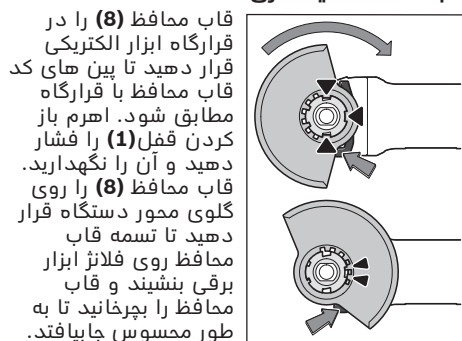 قاب محافظ (8) را در
قرارگاه ابزار الکتریکی
قرار دهید تا پین های کد
قاب محافظ با قرارگاه
مطابق شود. اهرم باز
کردن قفل(1) را فشار
دهید و آن را نگهدارید.
قاب محافظ (8) را روی
گلوی محور دستگاه قرار
دهید تا تسمه قاب
محافظ روی فلانژ ابزار
برقی بنشیند و قاب
محافظ را بچرخانید تا به
طور محسوس جابیافتد.